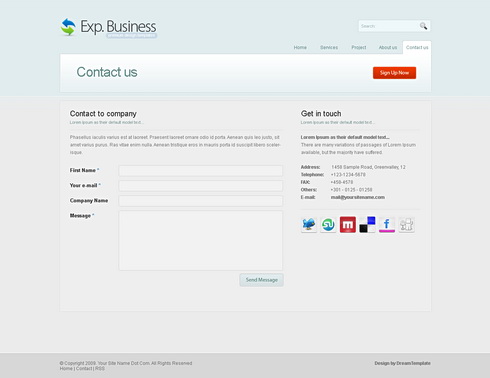 Exp. Business
Search
Home Services Project About us Contact us
Contact us
Sign Up Now
Contact to company
Lorem Ipsum as their default model text...
Phasellus iaculis varius est at laoreet. Praesent laoreet ornare odio id porta. Aenean quis leo justo, sit
amet varius purus. Ras vitae enim nulla. Aenean tristique eros in mauris porta id suscipit libero sceler-
isque.
First Name *
Your e-mail *
Company Name
Message *
Send Message
Get in touch
Lorem Ipsum as their default model text...
Lorem Ipsum as their default model text...
There are many variations of passages of Lorem Ipsum
available, but the majority have suffered.
Address: 1458 Sample Road, Greenvalley, 12
Telephone: +123-1234-5678
FAX: +458-4578
Others: +301 - 0125 - 01258
E-mail: mail@yoursitename.com
© Copyright 2009. Your Site Name Dot Com. All Rights Reserved
Home | Contact | RSS
Design by DreamTemplate